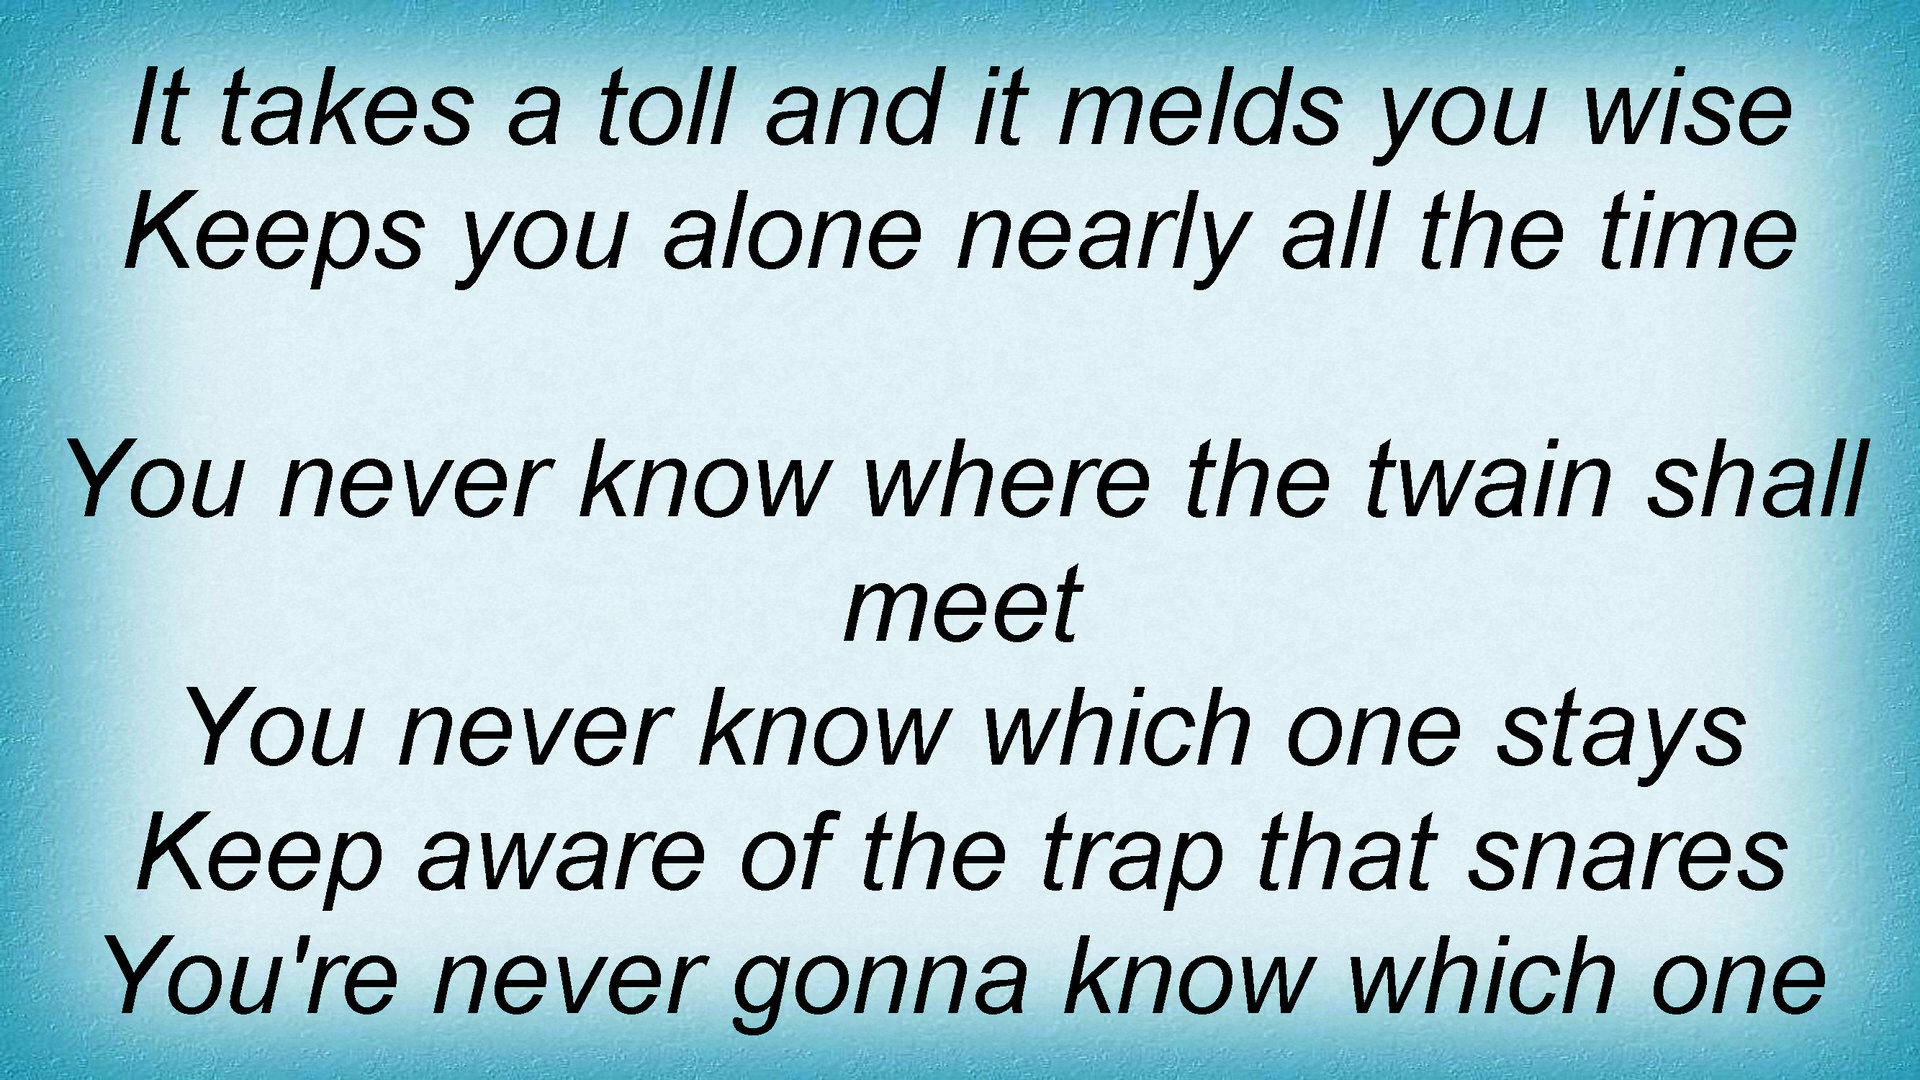 It takes a toll and it melds you wise
Keeps you alone nearly all the time
You never know where the twain shall
meet
You never know which one stays
Keep aware of the trap that snares
You're never gonna know which one